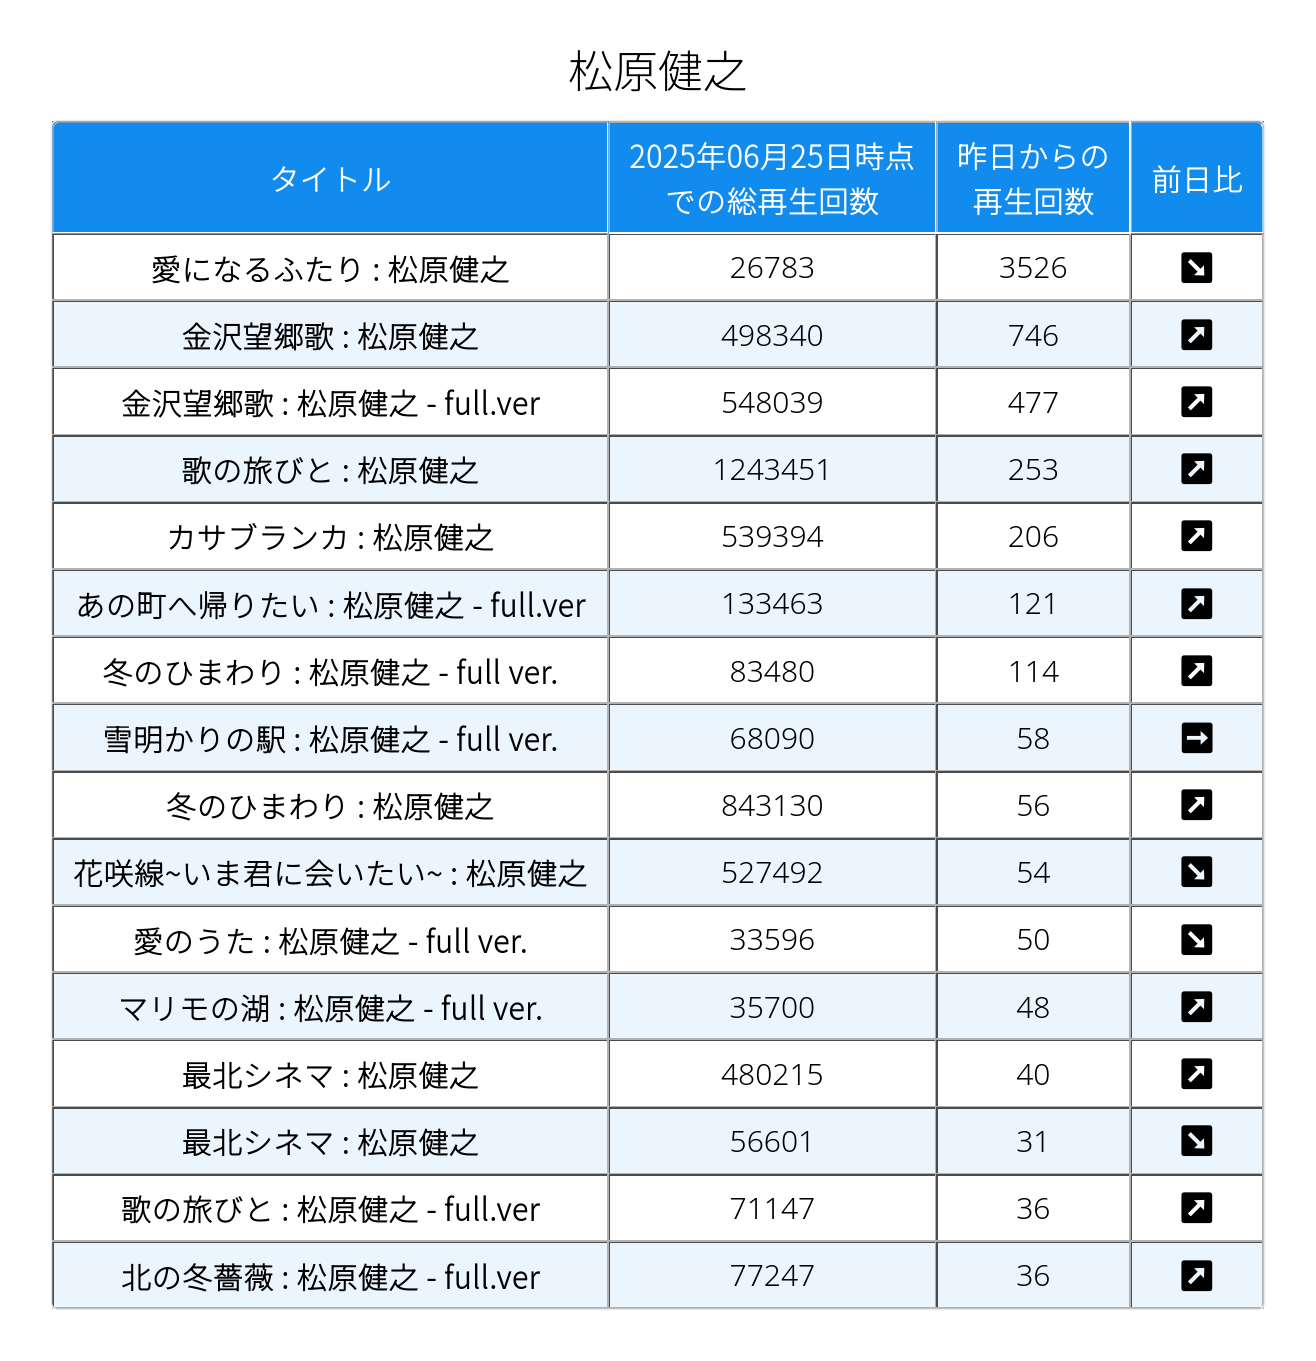 松原健之
タイトル 2025年06月25日時点 昨日からの 前日比
での総再生回数 再生回数
愛になるふたり : 松原健之 26783 3526 ↘
金沢望郷歌 : 松原健之 498340 746 ↗
金沢望郷歌 : 松原健之 - full.ver 548039 477 ↗
歌の旅びと : 松原健之 1243451 253 ↗
カサブランカ : 松原健之 539394 206 ↗
あの町へ帰りたい : 松原健之 - full.ver 133463 121 ↗
冬のひまわり : 松原健之 - full ver. 83480 114 ↗
雪明かりの駅 : 松原健之 - full ver. 68090 58 →
冬のひまわり : 松原健之 843130 56 ↗
花咲線~いま君に会いたい~ : 松原健之 527492 54 ↘
愛のうた : 松原健之 - full ver. 33596 50 ↘
マリモの湖 : 松原健之 - full ver. 35700 48 ↗
最北シネマ : 松原健之 480215 40 ↗
最北シネマ : 松原健之 56601 31 ↘
歌の旅びと : 松原健之 - full.ver 71147 36 ↗
北の冬薔薇 : 松原健之 - full.ver 77247 36 ↗